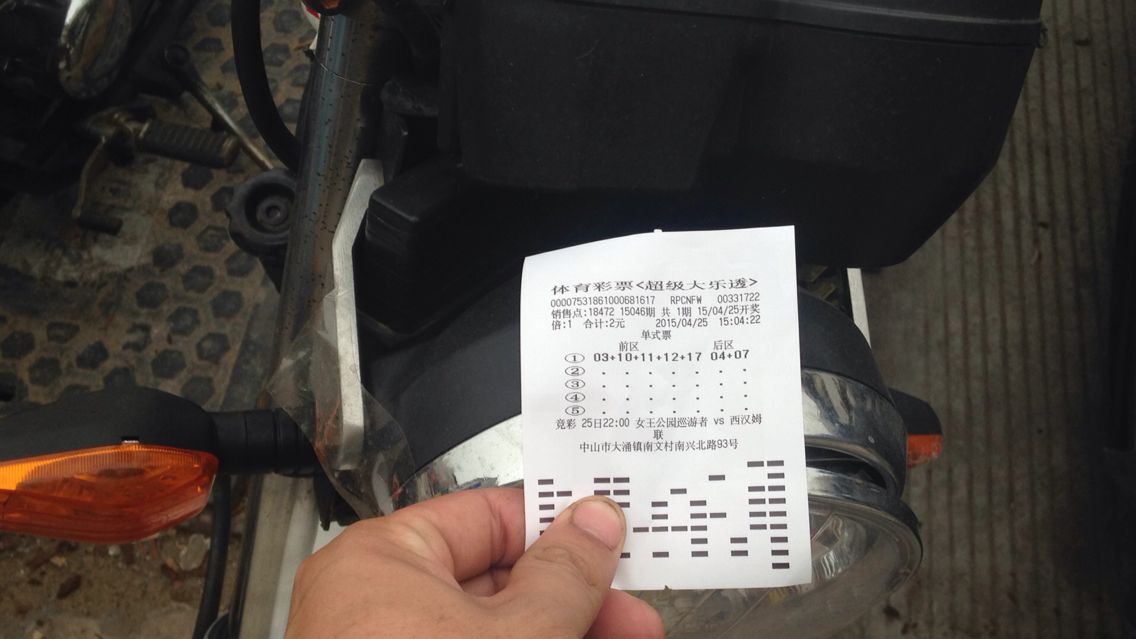 体育彩票<超级大乐透>
00007531861000681617 RPCNFW 00331722
销售点:18472 15046期 共 1期 15/04/25开奖
倍:1 合计:2元 2015/04/25 15:04:22
单式票
前区 后区
① 03+10+11+12+17 04+07
② . . . . . . .
③ . . . . . . .
④ . . . . . . .
⑤ . . . . . . .
竞彩 25日22:00 女王公园巡游者 vs 西汉姆
联
中山市大涌镇南文村南兴北路93号